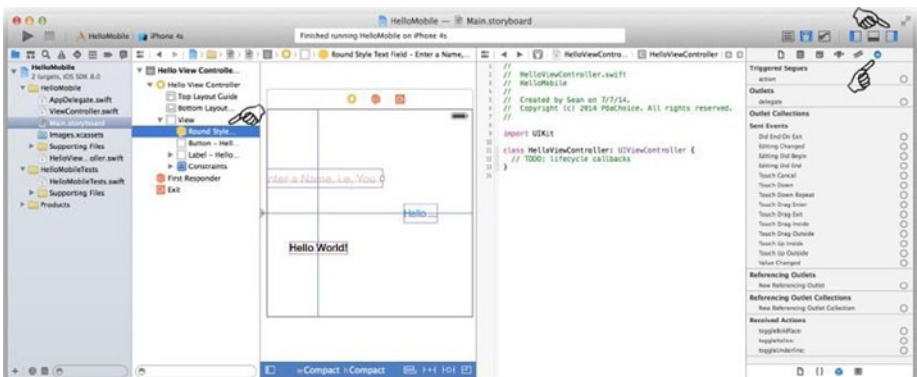 HelloMobile — Main.storyboard
HelloMobile
iPhone 4s
Finished running HelloMobile on iPhone 4s
Round Style Text Field - Enter a Name,...
HelloViewContro...
HelloViewController
HelloMobile
2 targets, iOS SDK 8.0
HelloMobile
AppDelegate.swift
ViewController.swift
Main.storyboard
Images.xcassets
Supporting Files
HelloView...oller.swift
HelloMobileTests
HelloMobileTests.swift
Supporting Files
Products
Hello View Controlle...
Hello View Controller
Top Layout Guide
Bottom Layout...
View
Round Style...
Button - Hell...
Label - Hello...
Constraints
First Responder
Exit
nter a Name, i.e, You
Hello ...
Hello World!
wCompact hCompact
//
// HelloViewController.swift
// HelloMobile
//
// Created by Sean on 7/7/14.
// Copyright (c) 2014 PdaChoice. All rights reserved.
//
import UIKit
class HelloViewController: UIViewController {
// TODO: lifecycle callbacks
}
Triggered Segues
action
Outlets
delegate
Outlet Collections
Sent Events
Did End On Exit
Editing Changed
Editing Did Begin
Editing Did End
Touch Cancel
Touch Down
Touch Down Repeat
Touch Drag Enter
Touch Drag Exit
Touch Drag Inside
Touch Drag Outside
Touch Up Inside
Touch Up Outside
Value Changed
Referencing Outlets
New Referencing Outlet
Referencing Outlet Collections
New Referencing Outlet Collection
Received Actions
toggleBoldface:
toggleItalics:
toggleUnderline: